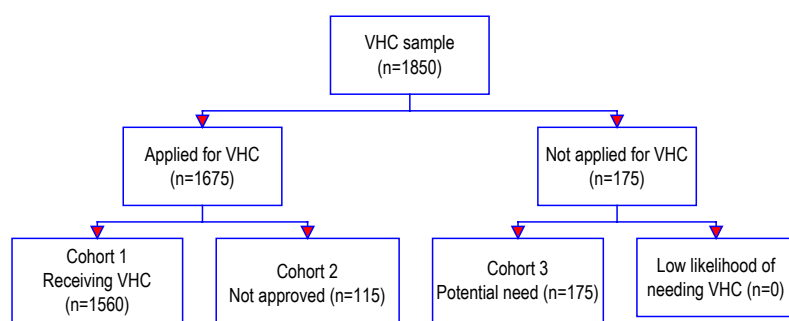 VHC sample
(n=1850)
Applied for VHC
(n=1675)
Not applied for VHC
(n=175)
Cohort 1
Receiving VHC
(n=1560)
Cohort 2
Not approved (n=115)
Cohort 3
Potential need (n=175)
Low likelihood of
needing VHC (n=0)